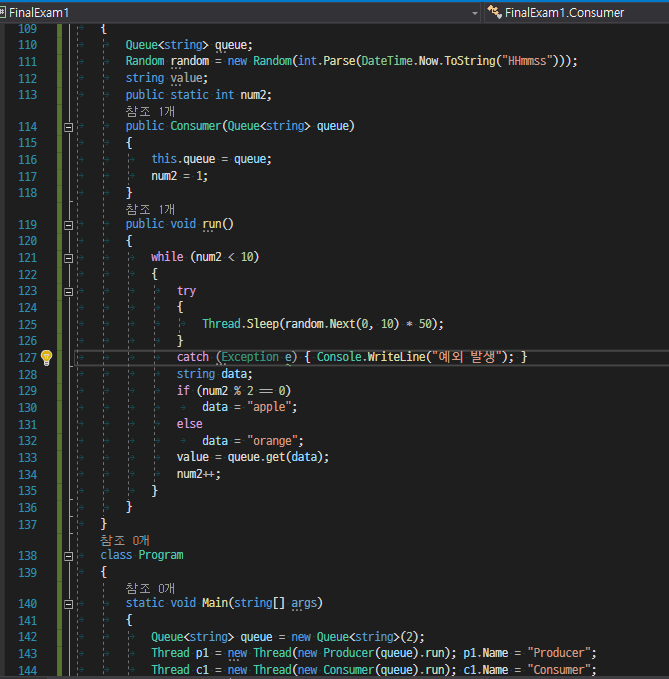 FinalExam1 FinalExam1.Consumer
109 {
110 Queue<string> queue;
111 Random random = new Random(int.Parse(DateTime.Now.ToString("HHmmss")));
112 string value;
113 public static int num2;
참조 1개
114 public Consumer(Queue<string> queue)
115 {
116 this.queue = queue;
117 num2 = 1;
118 }
참조 1개
119 public void run()
120 {
121 while (num2 < 10)
122 {
123 try
124 {
125 Thread.Sleep(random.Next(0, 10) * 50);
126 }
127 catch (Exception e) { Console.WriteLine("예외 발생"); }
128 string data;
129 if (num2 % 2 == 0)
130 data = "apple";
131 else
132 data = "orange";
133 value = queue.get(data);
134 num2++;
135 }
136 }
137 }
참조 0개
138 class Program
139 {
참조 0개
140 static void Main(string[] args)
141 {
142 Queue<string> queue = new Queue<string>(2);
143 Thread p1 = new Thread(new Producer(queue).run); p1.Name = "Producer";
144 Thread c1 = new Thread(new Consumer(queue).run); c1.Name = "Consumer";